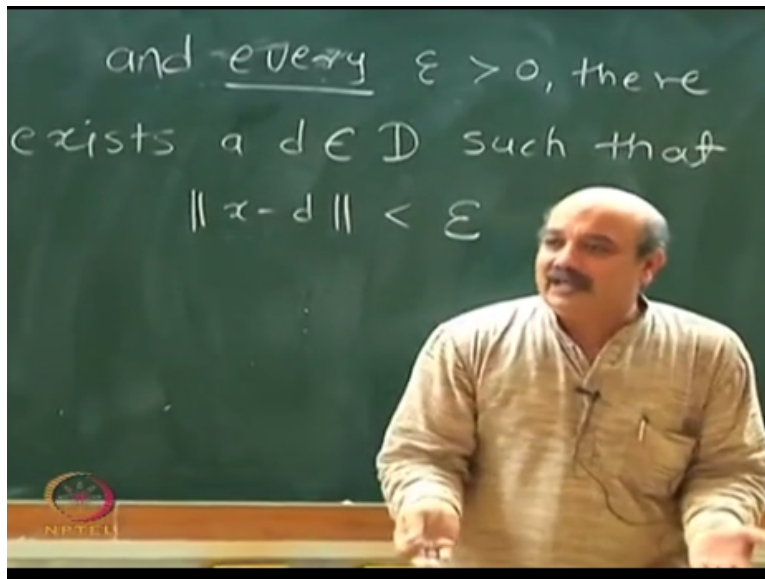 and every ε > 0, there
exists a d ∈ D such that
‖ x - d ‖ < ε
NPTEL